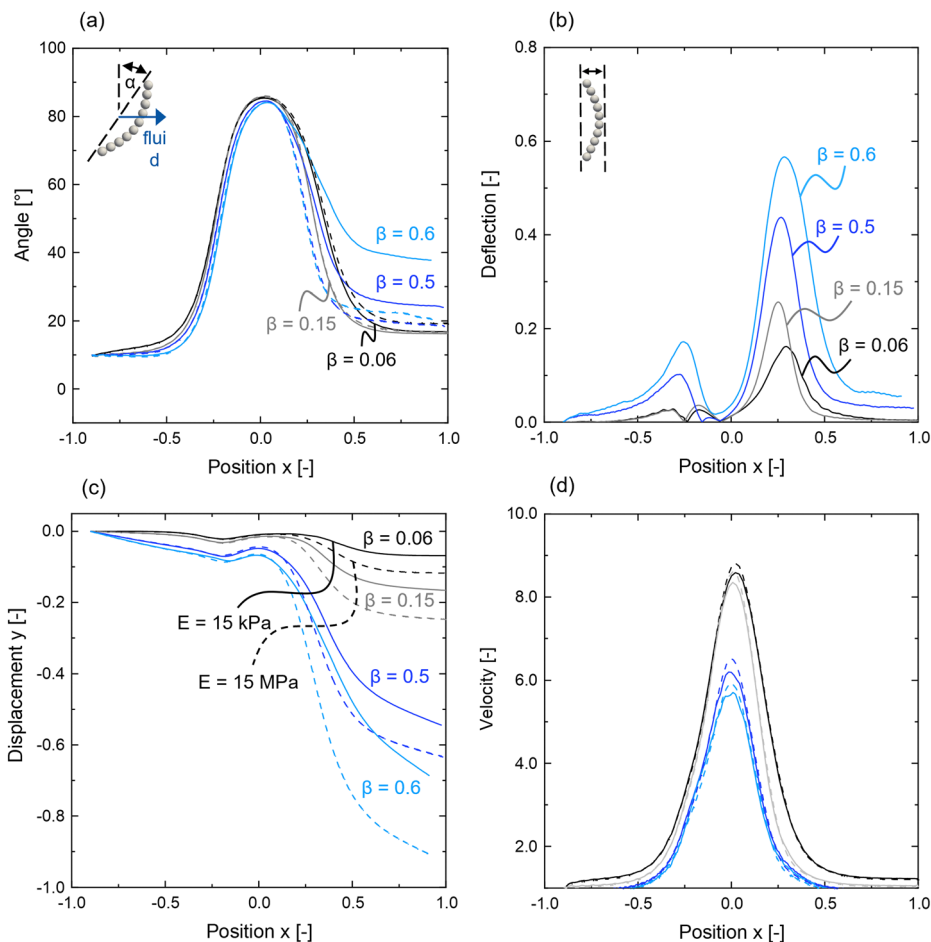 (a)
100
80
60
40
20
0
Angle [°]
α
flui
d
β = 0.6
β = 0.5
β = 0.15
β = 0.06
-1.0
-0.5
0.0
0.5
1.0
Position x [-]
(b)
0.8
0.6
0.4
0.2
0.0
Deflection [-]
β = 0.6
β = 0.5
β = 0.15
β = 0.06
-1.0
-0.5
0.0
0.5
1.0
Position x [-]
(c)
0.0
-0.2
-0.4
-0.6
-0.8
-1.0
Displacement y [-]
β = 0.06
β = 0.15
E = 15 kPa
E = 15 MPa
β = 0.5
β = 0.6
-1.0
-0.5
0.0
0.5
1.0
Position x [-]
(d)
10.0
8.0
6.0
4.0
2.0
Velocity [-]
-1.0
-0.5
0.0
0.5
1.0
Position x [-]